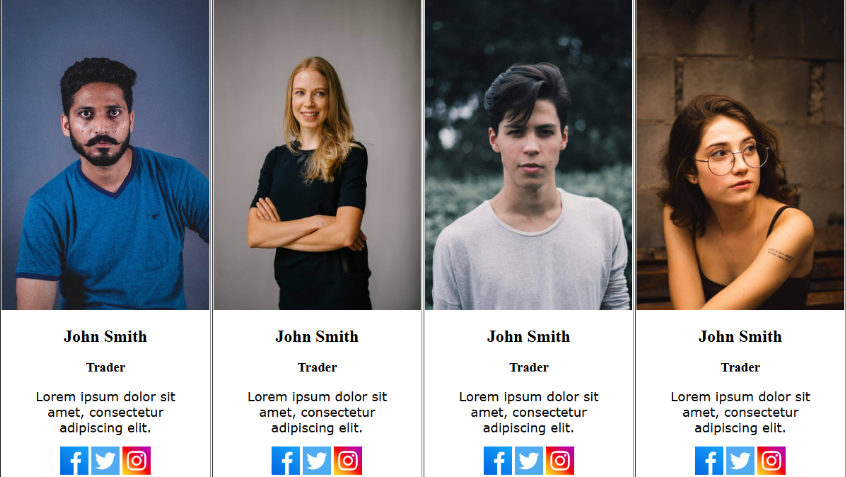 John Smith
Trader
Lorem ipsum dolor sit
amet, consectetur
adipiscing elit.
John Smith
Trader
Lorem ipsum dolor sit
amet, consectetur
adipiscing elit.
John Smith
Trader
Lorem ipsum dolor sit
amet, consectetur
adipiscing elit.
John Smith
Trader
Lorem ipsum dolor sit
amet, consectetur
adipiscing elit.